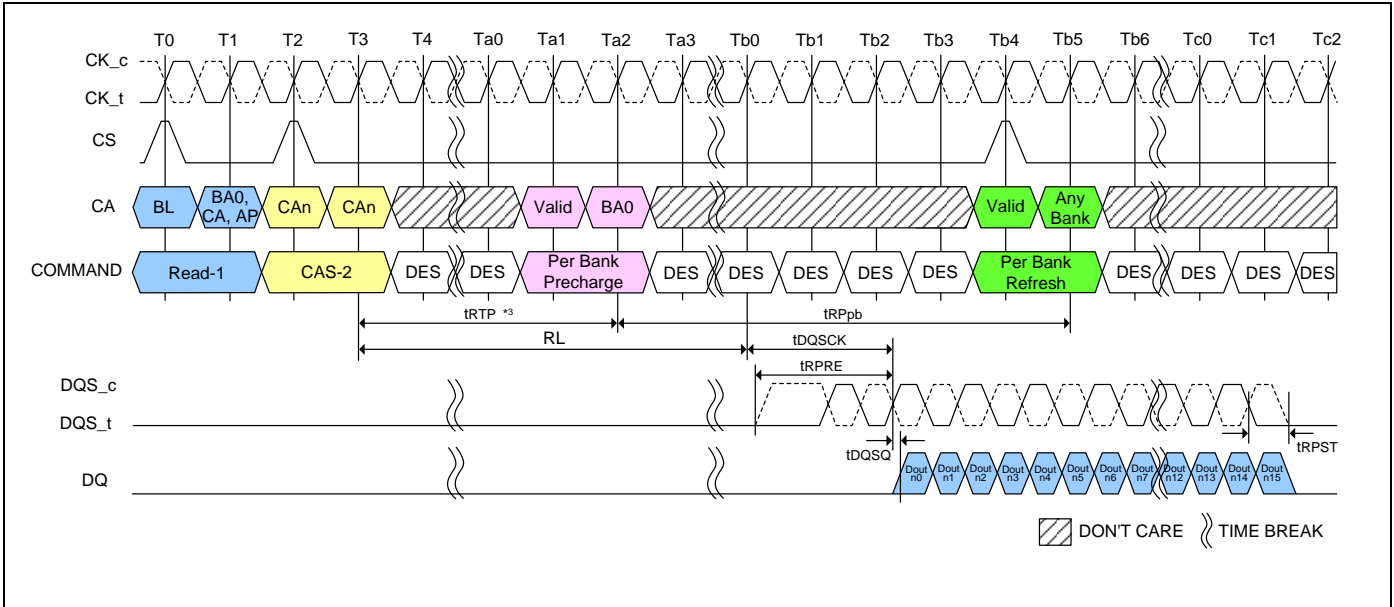 T0 T1 T2 T3 T4 Ta0 Ta1 Ta2 Ta3 Tb0 Tb1 Tb2 Tb3 Tb4 Tb5 Tb6 Tc0 Tc1 Tc2
CK_c
CK_t
CS
CA BL BA0, CA, AP CAn CAn Valid BA0 Valid Any Bank
COMMAND Read-1 CAS-2 DES DES Per Bank Precharge DES DES DES DES DES Per Bank Refresh DES DES DES DES
tRTP *3 tRPpb
RL tDQSCK
tRPRE
DQS_c
DQS_t
tDQSQ tRPST
DQ Dout n0 Dout n1 Dout n2 Dout n3 Dout n4 Dout n5 Dout n6 Dout n7 Dout n12 Dout n13 Dout n14 Dout n15
DON'T CARE TIME BREAK